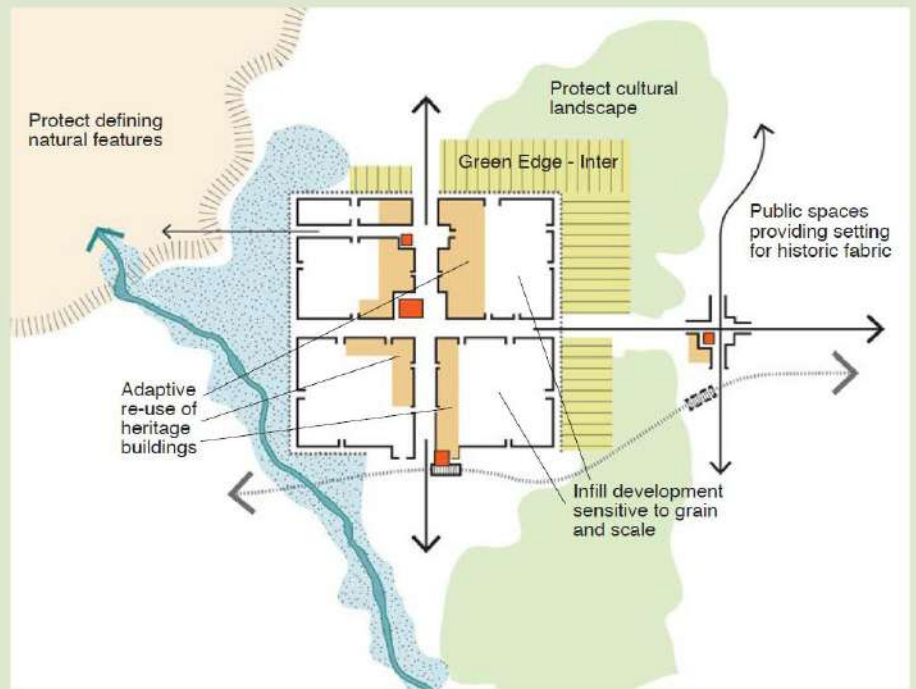 Protect defining
natural features
Protect cultural
landscape
Green Edge - Inter
Public spaces
providing setting
for historic fabric
Adaptive
re-use of
heritage
buildings
Infill development
sensitive to grain
and scale